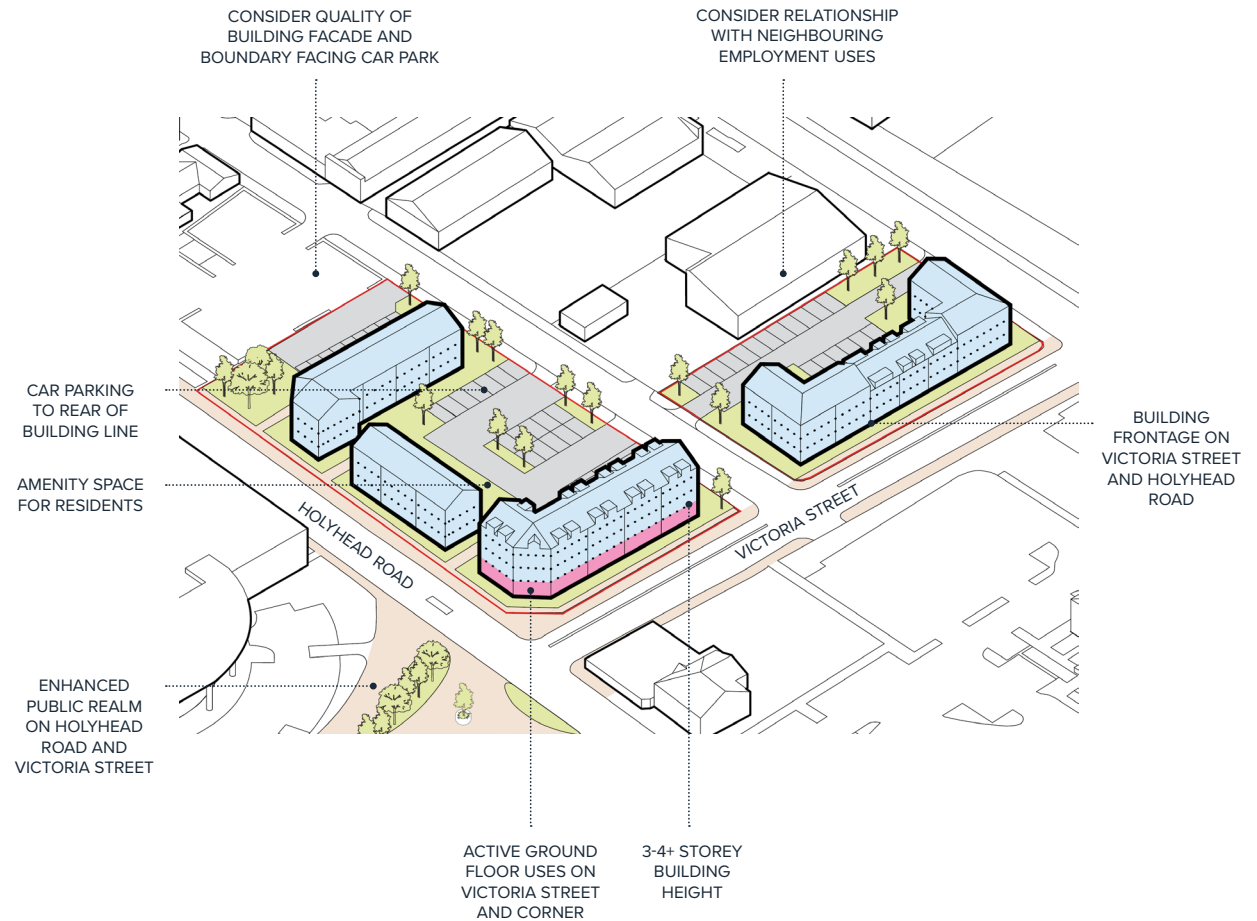 CONSIDER QUALITY OF
BUILDING FACADE AND
BOUNDARY FACING CAR PARK
CONSIDER RELATIONSHIP
WITH NEIGHBOURING
EMPLOYMENT USES
CAR PARKING
TO REAR OF
BUILDING LINE
AMENITY SPACE
FOR RESIDENTS
HOLYHEAD ROAD
VICTORIA STREET
BUILDING
FRONTAGE ON
VICTORIA STREET
AND HOLYHEAD
ROAD
ENHANCED
PUBLIC REALM
ON HOLYHEAD
ROAD AND
VICTORIA STREET
ACTIVE GROUND
FLOOR USES ON
VICTORIA STREET
AND CORNER
3-4+ STOREY
BUILDING
HEIGHT